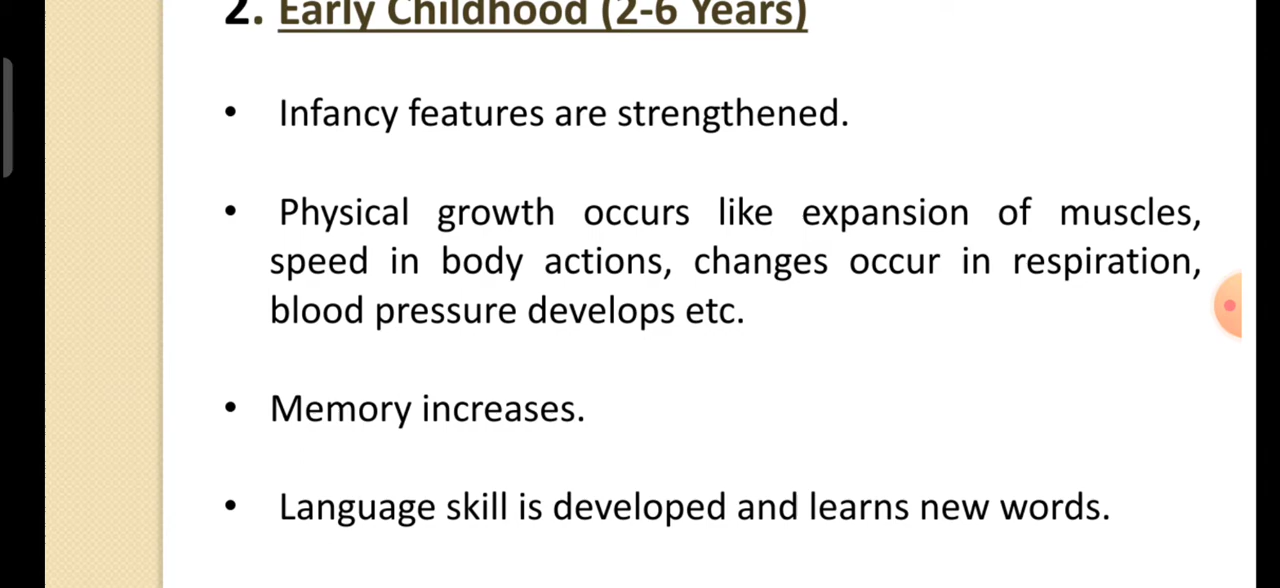 2. Early Childhood (2-6 Years)
• Infancy features are strengthened.
• Physical growth occurs like expansion of muscles,
speed in body actions, changes occur in respiration,
blood pressure develops etc.
• Memory increases.
• Language skill is developed and learns new words.